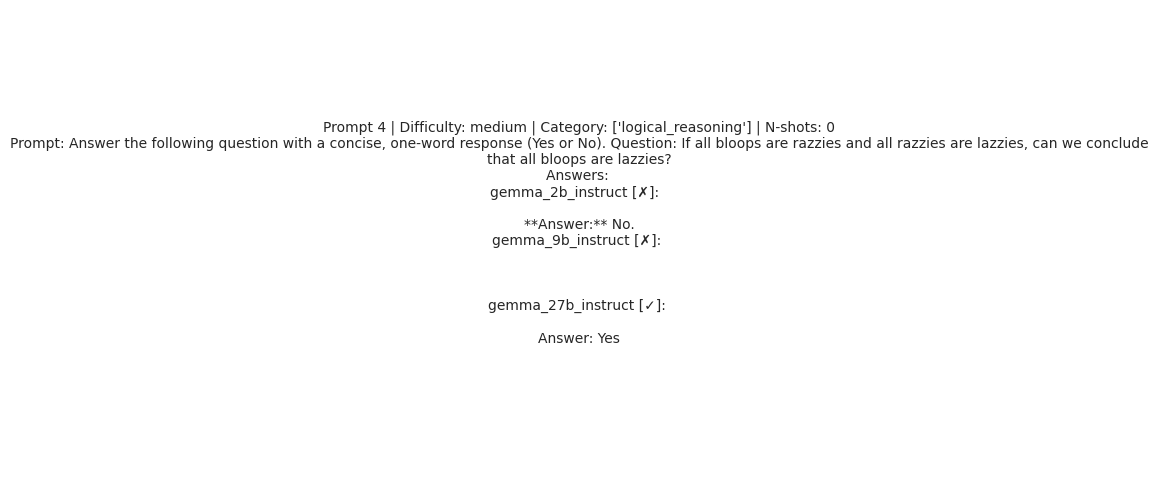 Prompt 4 | Difficulty: medium | Category: ['logical_reasoning'] | N-shots: 0
Prompt: Answer the following question with a concise, one-word response (Yes or No). Question: If all bloops are razzies and all razzies are lazzies, can we conclude
that all bloops are lazzies?
Answers:
gemma_2b_instruct [✗]:
**Answer:** No.
gemma_9b_instruct [✗]:
gemma_27b_instruct [✓]:
Answer: Yes